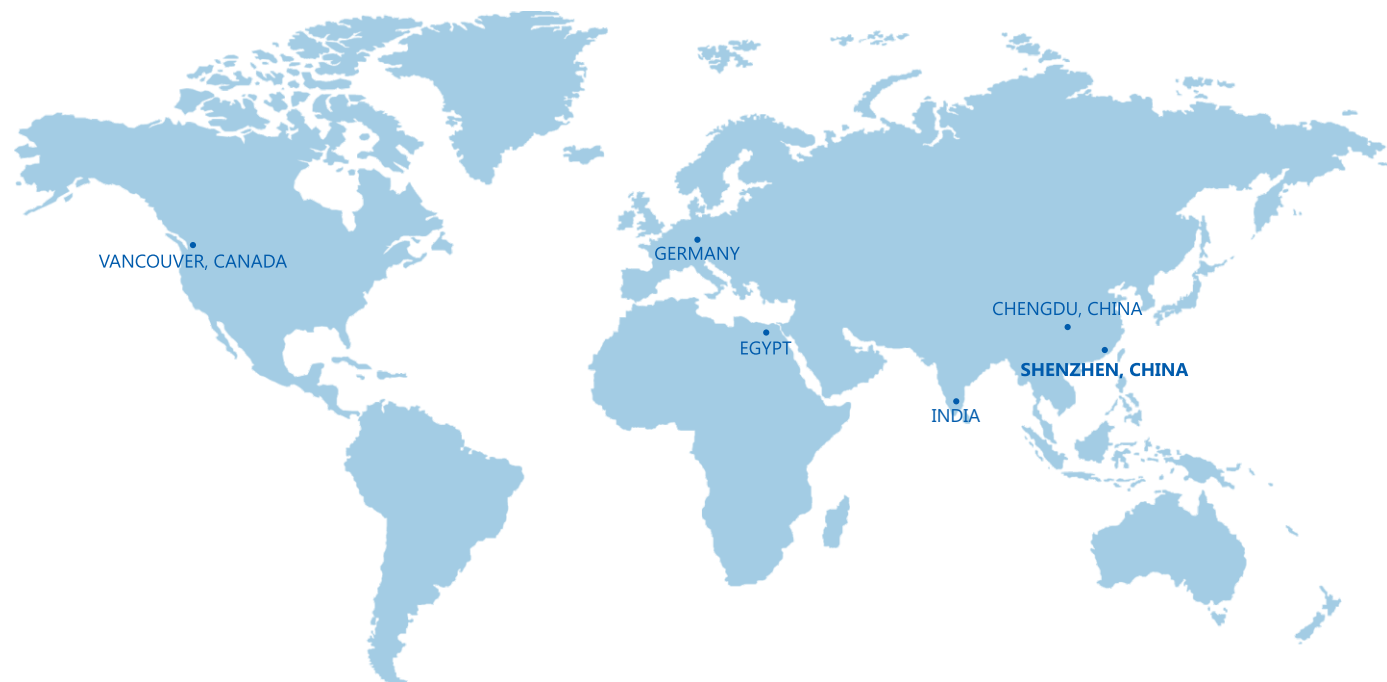 VANCOUVER, CANADA
GERMANY
CHENGDU, CHINA
EGYPT
SHENZHEN, CHINA
INDIA